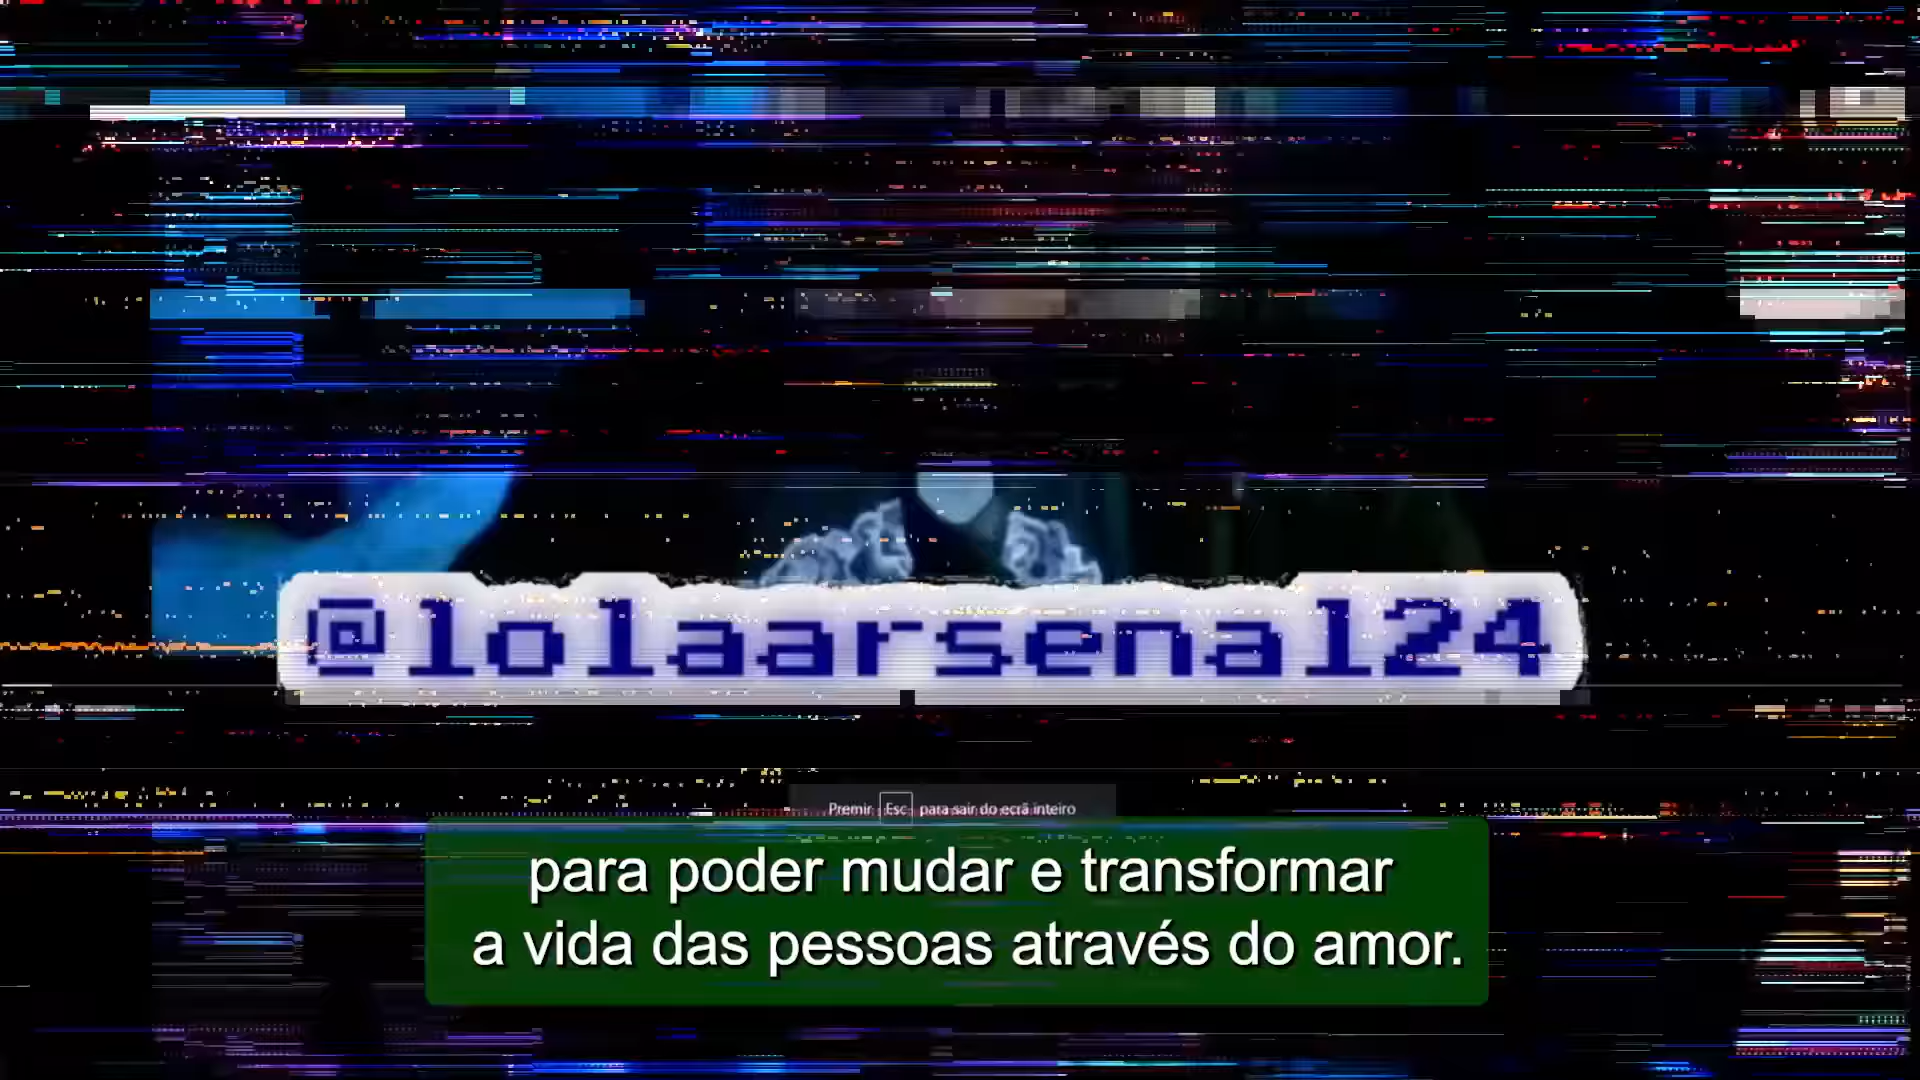 @lolaarsenal24
Premir Esc para sair do ecrã inteiro
para poder mudar e transformar
a vida das pessoas através do amor.